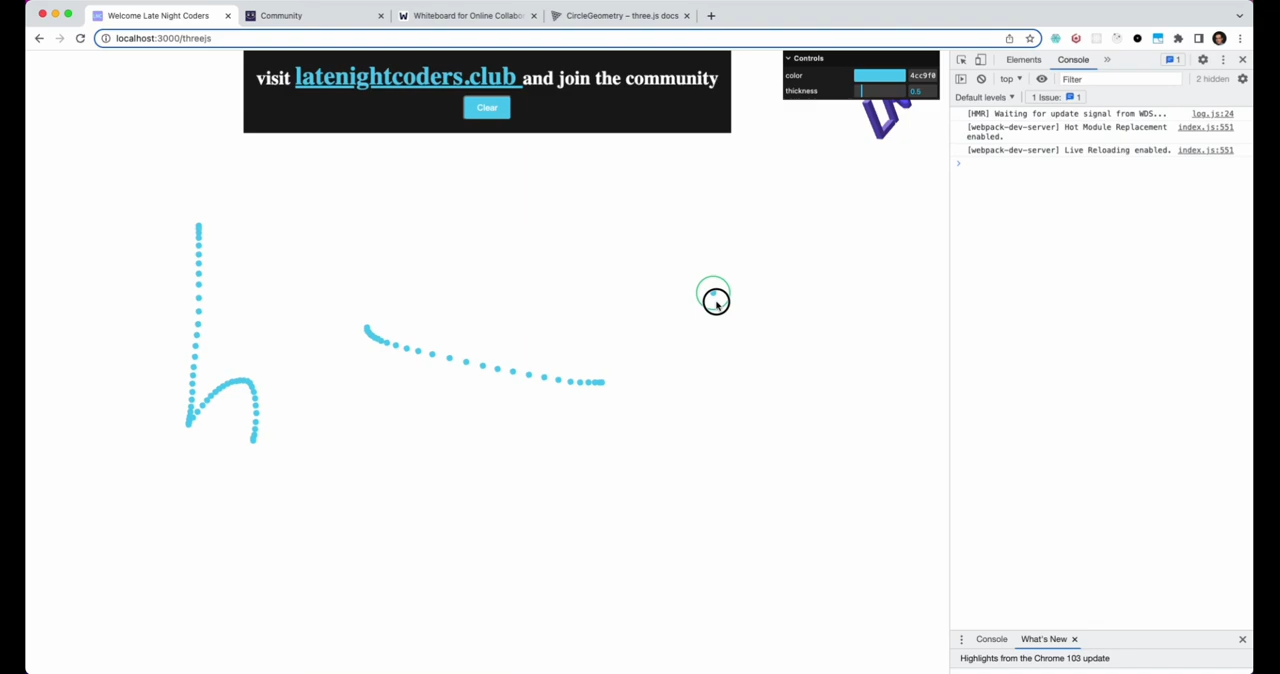 Welcome Late Night Coders
Community
Whiteboard for Online Collabo
CircleGeometry – three.js docs
localhost:3000/threejs
visit latenightcoders.club and join the community
Clear
Controls
color 4cc9f0
thickness 0.5
Elements Console 1
top Filter 2 hidden
Default levels 1 Issue: 1
[HMR] Waiting for update signal from WDS... log.js:24
[webpack-dev-server] Hot Module Replacement enabled. index.js:551
[webpack-dev-server] Live Reloading enabled. index.js:551
Console What's New
Highlights from the Chrome 103 update
h